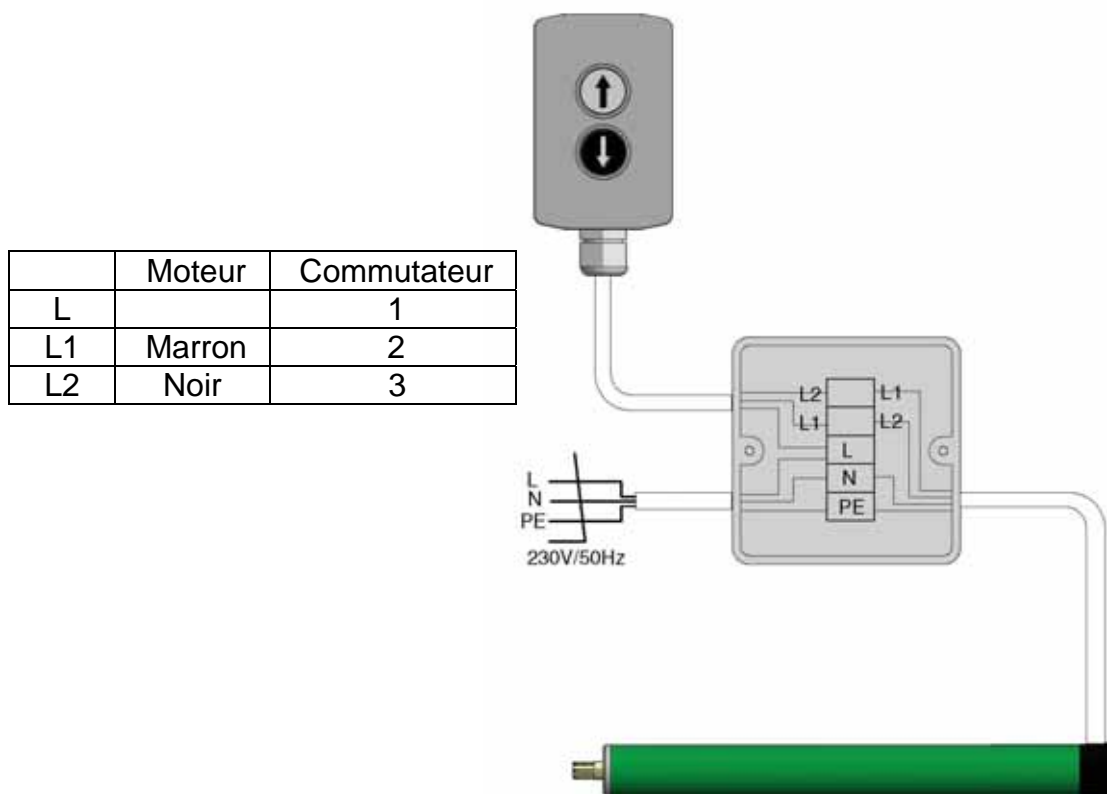 Moteur Commutateur
L 1
L1 Marron 2
L2 Noir 3
L2 L1
L1 L2
L
N
PE
L
N
PE
230V/50Hz